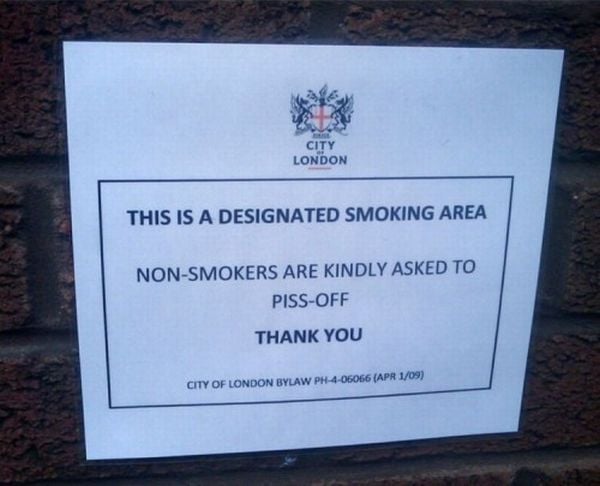 CITY
OF
LONDON
THIS IS A DESIGNATED SMOKING AREA
NON-SMOKERS ARE KINDLY ASKED TO
PISS-OFF
THANK YOU
CITY OF LONDON BYLAW PH-4-06066 (APR 1/09)